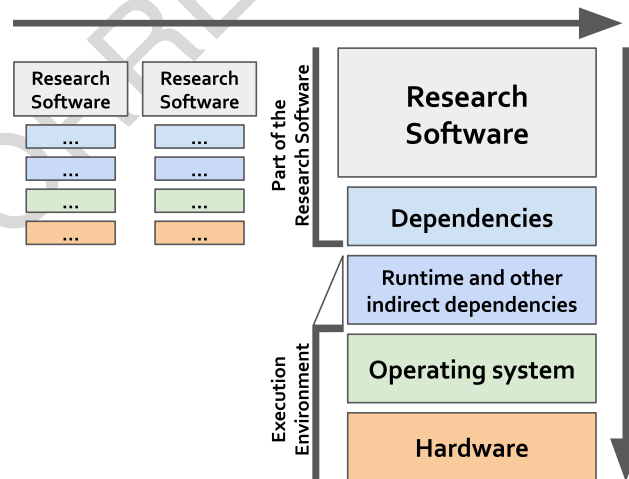 Research
Software
...
...
...
...
Research
Software
...
...
...
...
Part of the
Research Software
Execution
Environment
Research
Software
Dependencies
Runtime and other
indirect dependencies
Operating system
Hardware